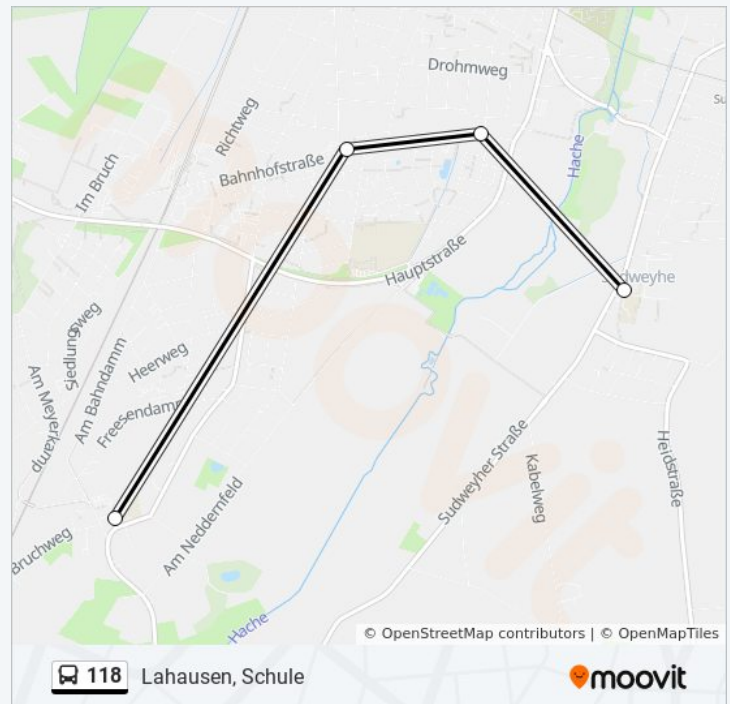 Drohmweg
Richtweg
Hache
Im Bruch
Bahnhofstraße
Hauptstraße
Siedlungsweg
Heerweg
Am Bahndamm
Freesendamm
Am Meyerkamp
Sudweyher Straße
Heidstraße
Kabelweg
Am Neddernfeld
Bruchweg
Hache
© OpenStreetMap contributors | © OpenMapTiles
118 Lahausen, Schule
moovit